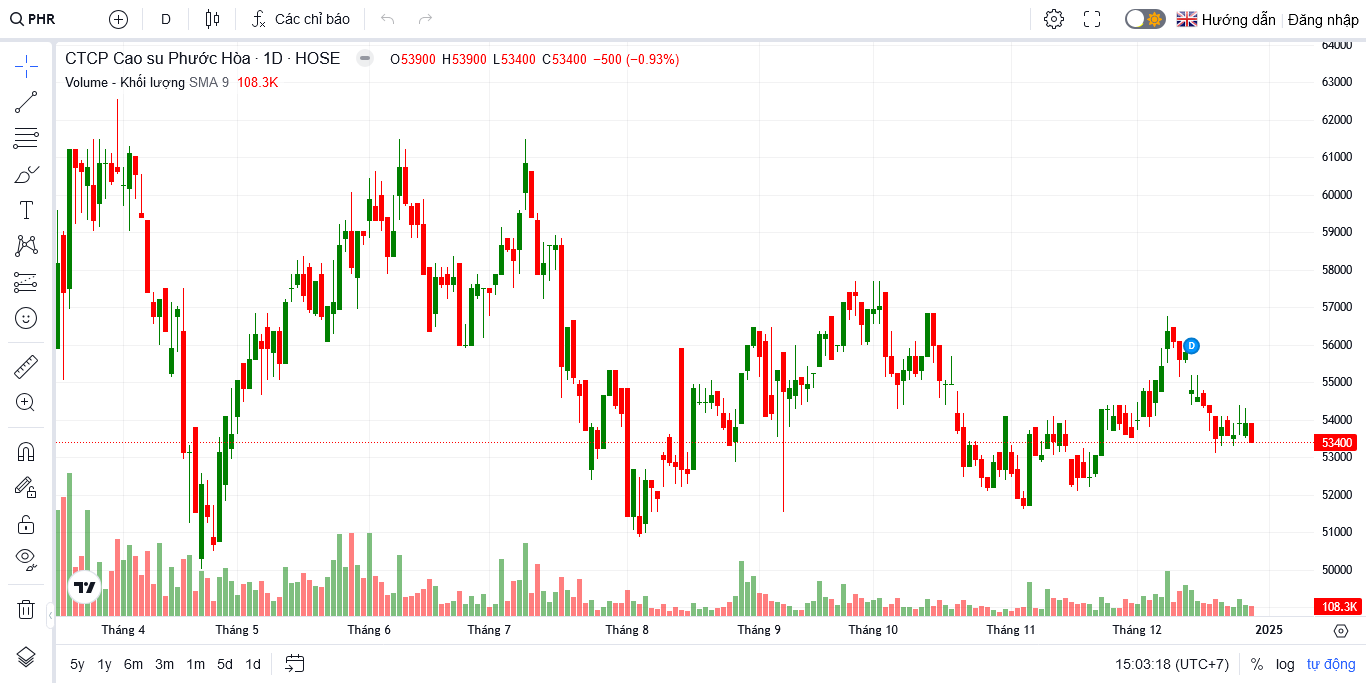 PHR D Các chỉ báo Hướng dẫn Đăng nhập
CTCP Cao su Phước Hòa · 1D · HOSE O53900 H53900 L53400 C53400 −500 (−0.93%)
Volume - Khối lượng SMA 9 108.3K
64000
63000
62000
61000
60000
59000
58000
57000
56000
D
55000
54000
53400
53000
52000
51000
50000
108.3K
Tháng 4 Tháng 5 Tháng 6 Tháng 7 Tháng 8 Tháng 9 Tháng 10 Tháng 11 Tháng 12 2025
5y 1y 6m 3m 1m 5d 1d 15:03:18 (UTC+7) % log tự động